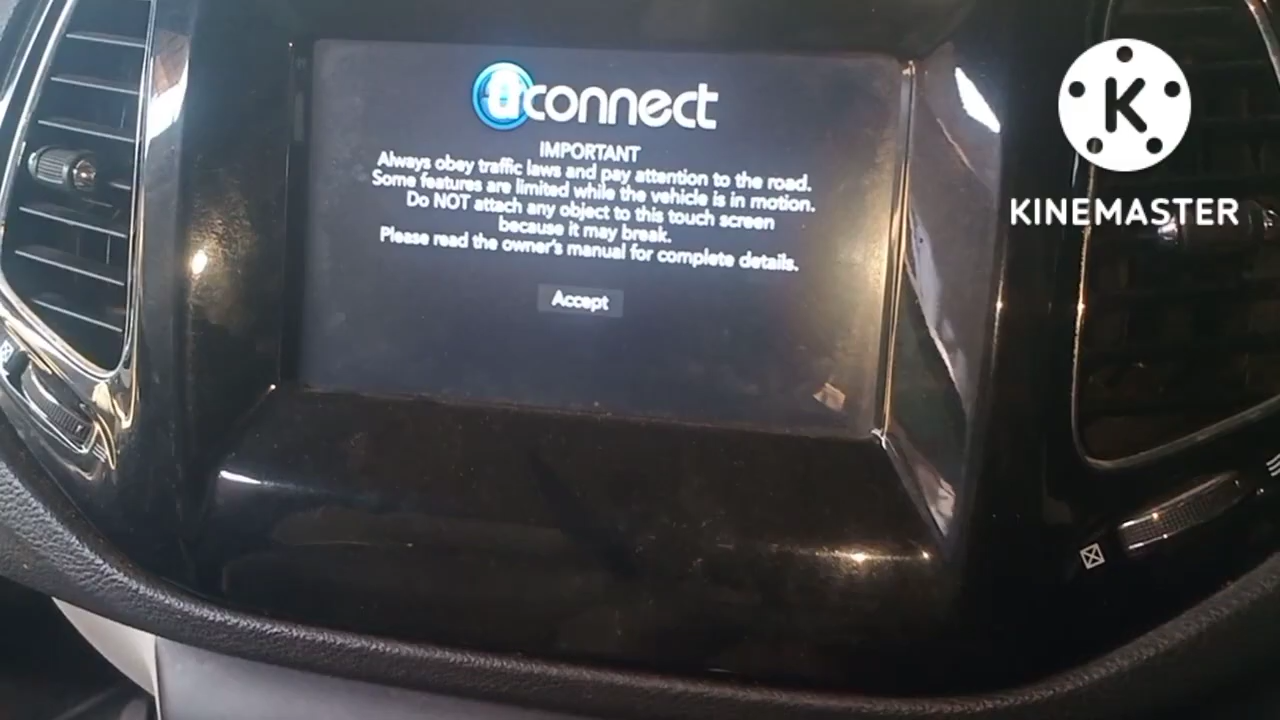 uconnect
IMPORTANT
Always obey traffic laws and pay attention to the road.
Some features are limited while the vehicle is in motion.
Do NOT attach any object to this touch screen
because it may break.
Please read the owner's manual for complete details.
Accept
K
KINEMASTER